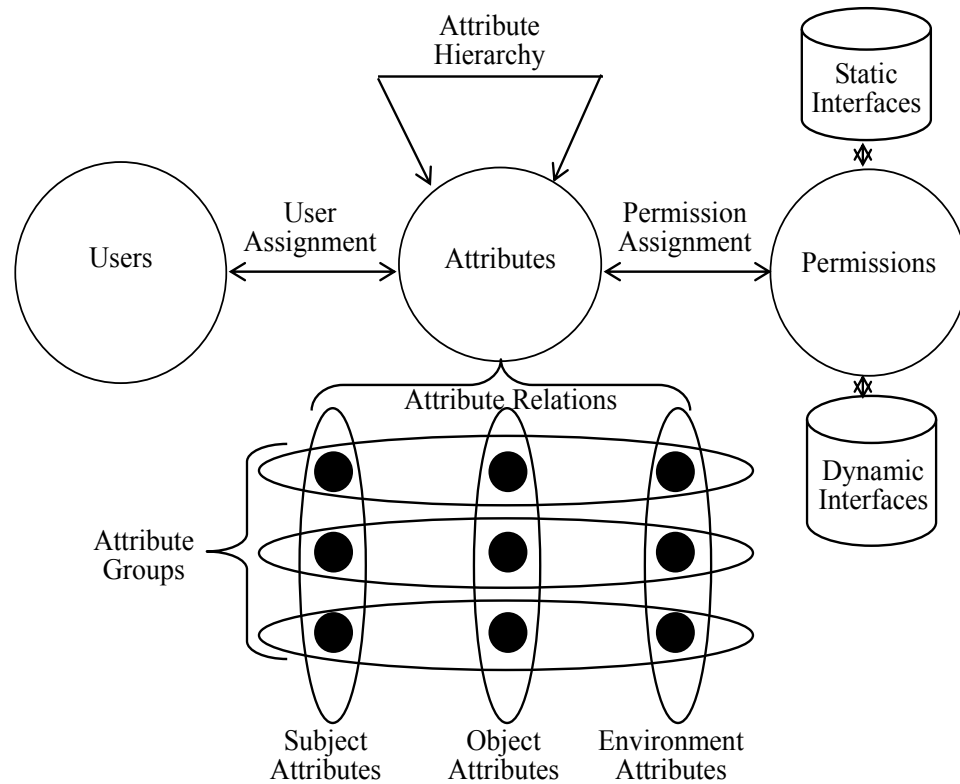 Attribute
Hierarchy
Static
Interfaces
Users
User
Assignment
Attributes
Permission
Assignment
Permissions
Attribute Relations
Attribute
Groups
Dynamic
Interfaces
Subject
Attributes
Object
Attributes
Environment
Attributes